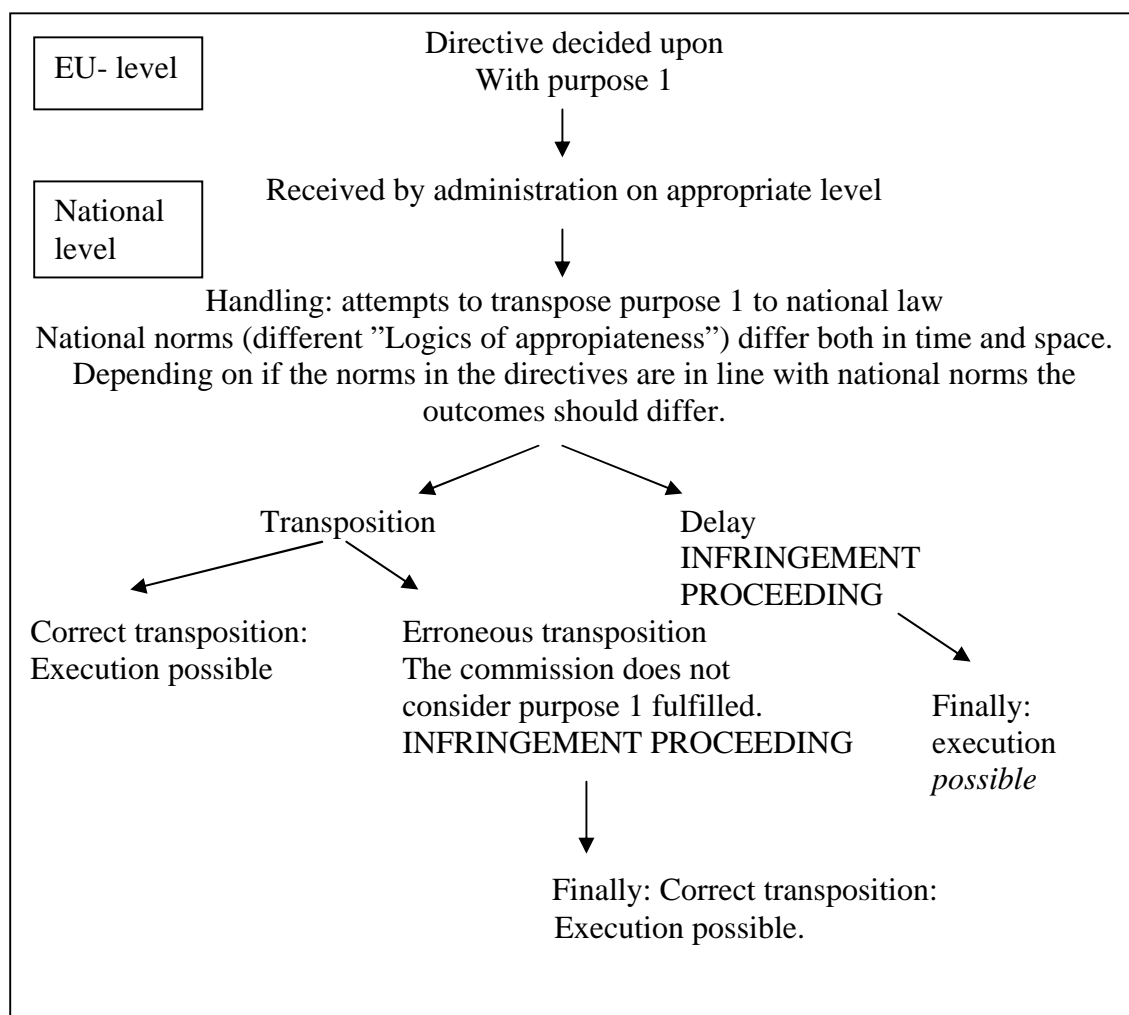 EU- level
Directive decided upon
With purpose 1
National
level
Received by administration on appropriate level
Handling: attempts to transpose purpose 1 to national law
National norms (different ”Logics of appropiateness”) differ both in time and space.
Depending on if the norms in the directives are in line with national norms the
outcomes should differ.
Transposition
Delay
INFRINGEMENT
PROCEEDING
Correct transposition:
Execution possible
Erroneous transposition
The commission does not
consider purpose 1 fulfilled.
INFRINGEMENT PROCEEDING
Finally:
execution
possible
Finally: Correct transposition:
Execution possible.